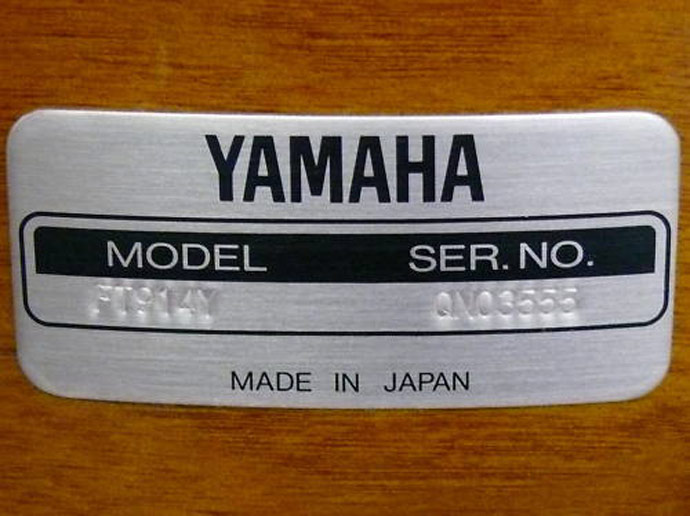 YAMAHA
MODEL SER. NO.
FT914Y QN03555
MADE IN JAPAN